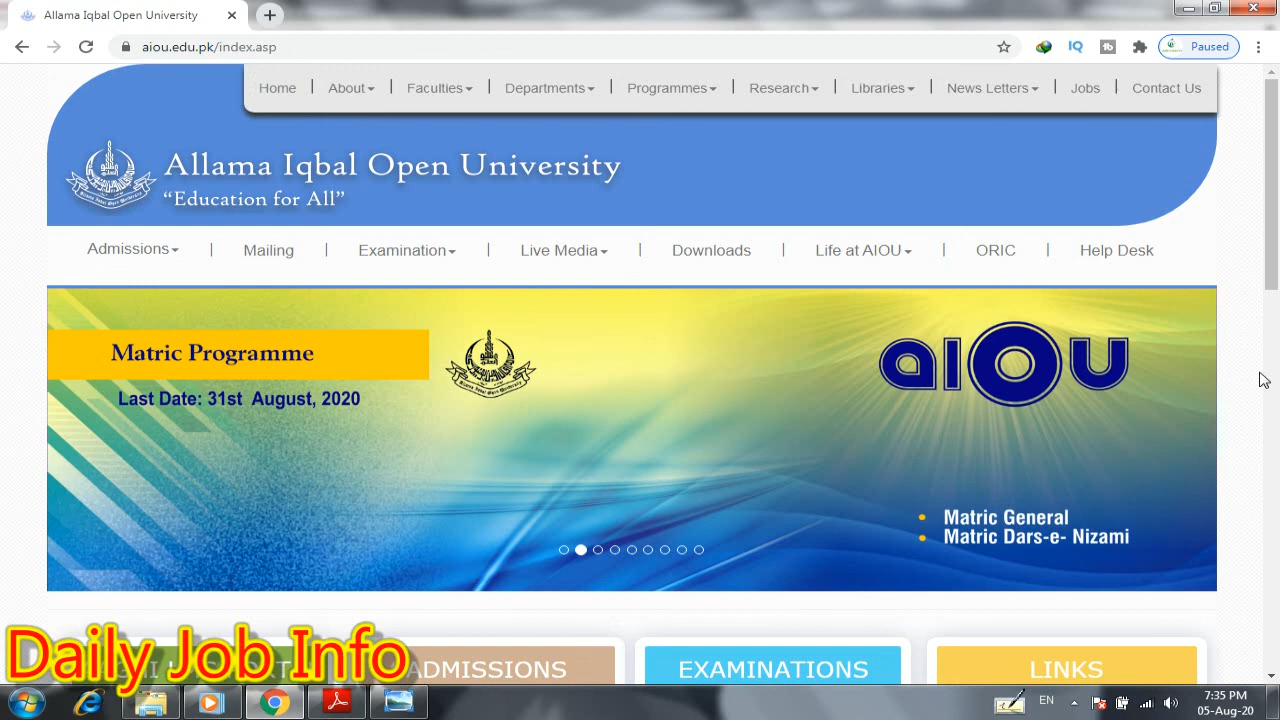 Allama Iqbal Open University
aiou.edu.pk/index.asp
IQ
Paused
Home | About | Faculties | Departments | Programmes | Research | Libraries | News Letters | Jobs | Contact Us
Allama Iqbal Open University
“Education for All”
Admissions | Mailing | Examination | Live Media | Downloads | Life at AIOU | ORIC | Help Desk
Matric Programme
Last Date: 31st August, 2020
aiou
• Matric General
• Matric Dars-e- Nizami
ADMISSIONS
EXAMINATIONS
LINKS
Daily Job Info
EN
7:35 PM
05-Aug-20